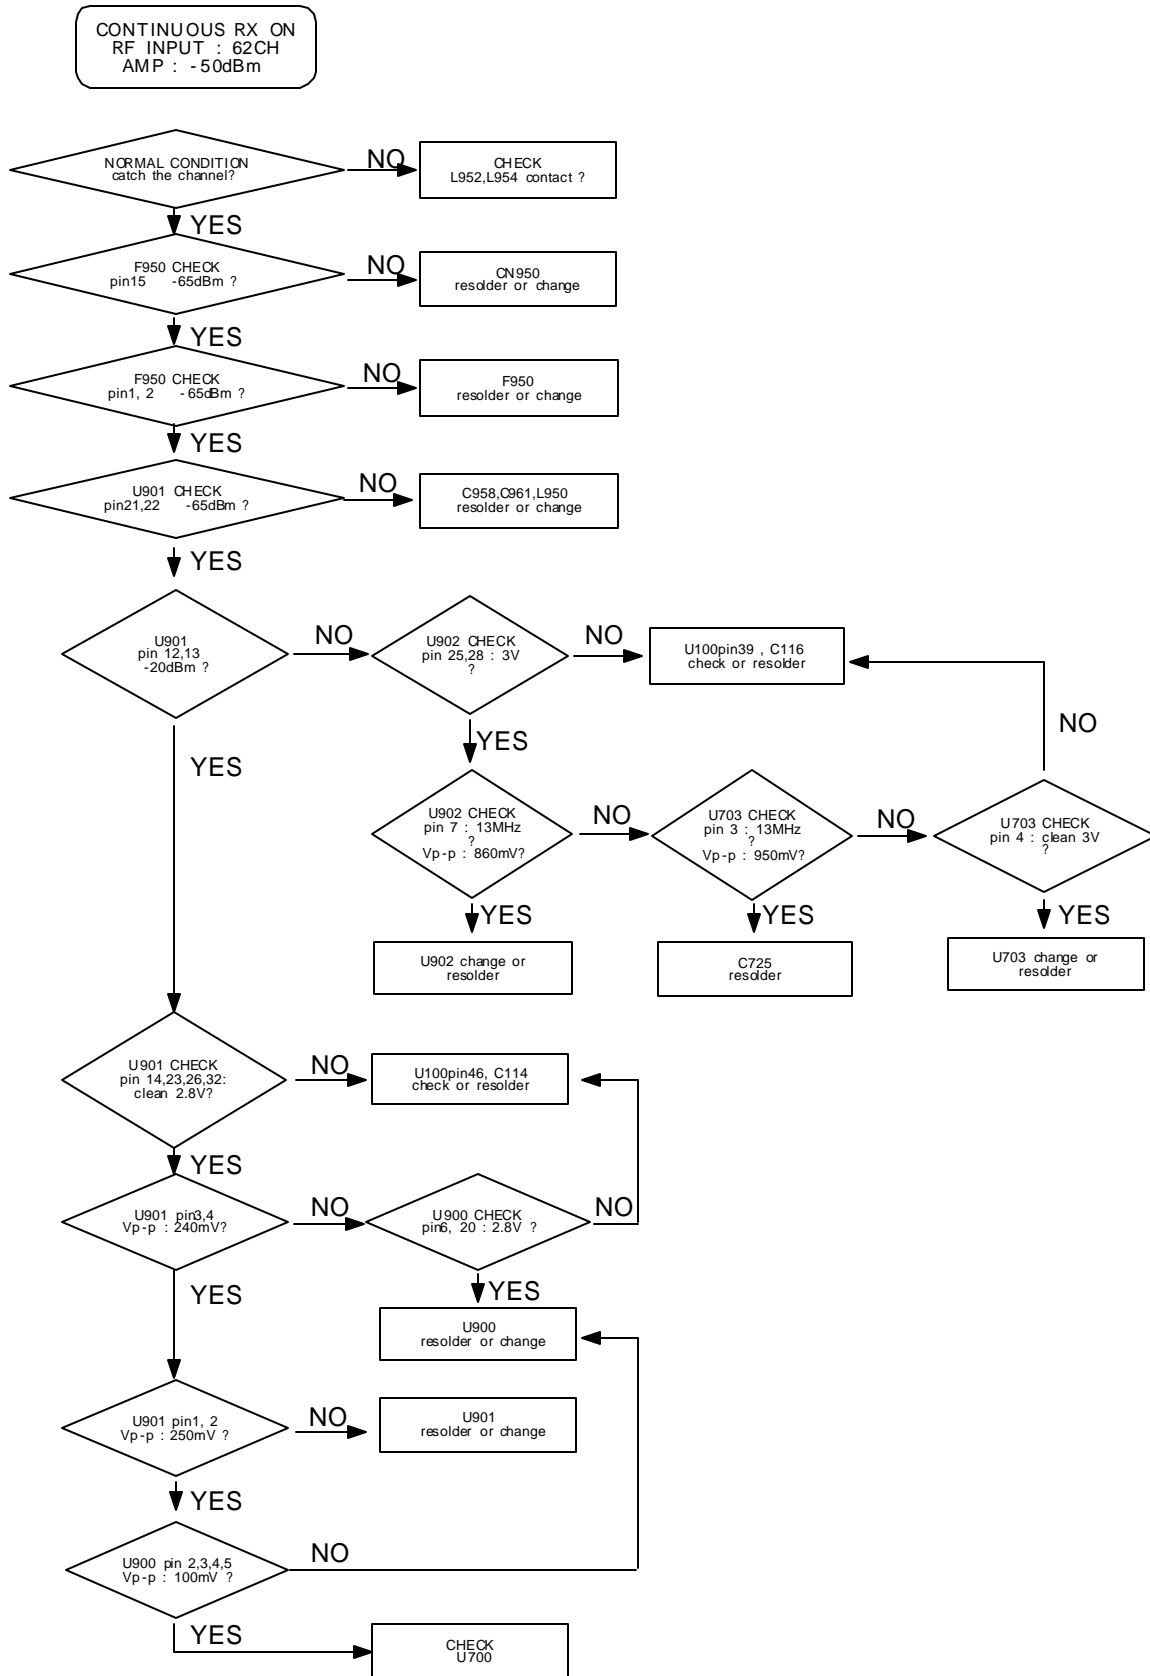 CONTINUOUS RX ON
RF INPUT : 62CH
AMP : -50dBm
NORMAL CONDITION
catch the channel?
NO
CHECK
L952,L954 contact ?
YES
F950 CHECK
pin15 -65dBm ?
NO
CN950
resolder or change
YES
F950 CHECK
pin1, 2 -65dBm ?
NO
F950
resolder or change
YES
U901 CHECK
pin21,22 -65dBm ?
NO
C958,C961,L950
resolder or change
YES
U901
pin 12,13
-20dBm ?
NO
U902 CHECK
pin 25,28 : 3V
?
NO
U100pin39 , C116
check or resolder
NO
YES
YES
U902 CHECK
pin 7 : 13MHz
?
Vp-p : 860mV?
NO
U703 CHECK
pin 3 : 13MHz
?
Vp-p : 950mV?
NO
U703 CHECK
pin 4 : clean 3V
?
YES
YES
YES
U902 change or
resolder
C725
resolder
U703 change or
resolder
U901 CHECK
pin 14,23,26,32:
clean 2.8V?
NO
U100pin46, C114
check or resolder
YES
U901 pin3,4
Vp-p : 240mV?
NO
U900 CHECK
pin6, 20 : 2.8V ?
NO
YES
YES
U900
resolder or change
U901 pin1, 2
Vp-p : 250mV ?
NO
U901
resolder or change
YES
U900 pin 2,3,4,5
Vp-p : 100mV ?
NO
YES
CHECK
U700